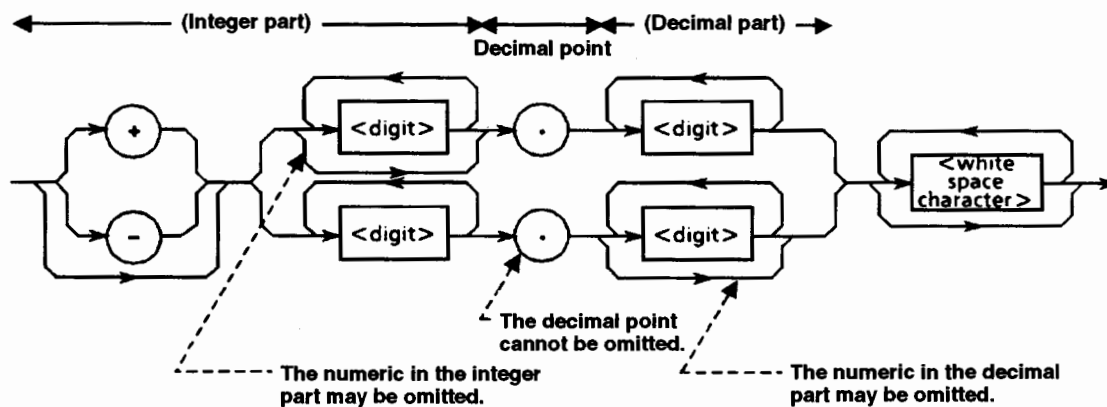 (Integer part) (Decimal part)
Decimal point
+ <digit> . <digit>
<white
space
character>
- <digit> . <digit>
The decimal point
cannot be omitted.
The numeric in the integer
part may be omitted.
The numeric in the decimal
part may be omitted.